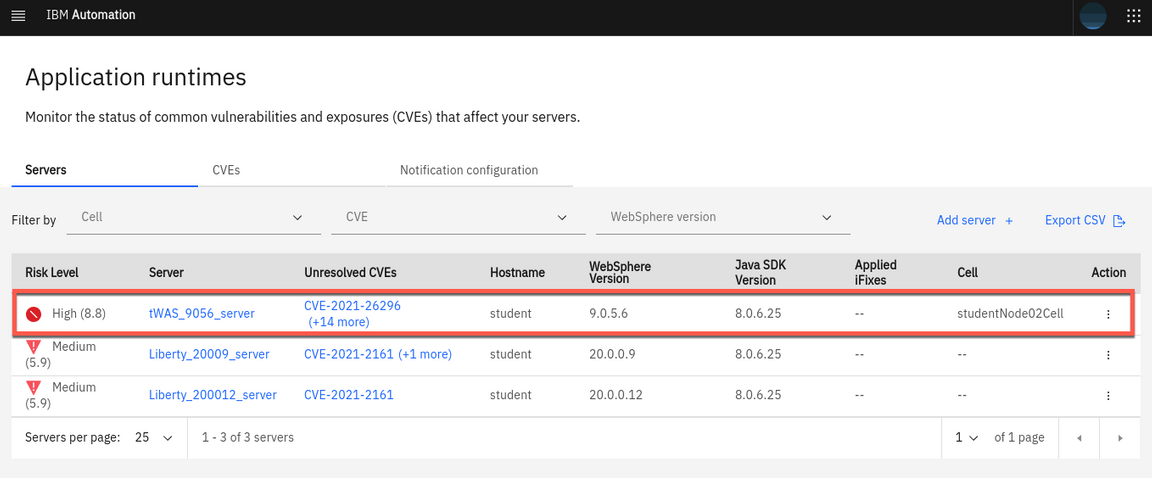 IBM Automation
Application runtimes
Monitor the status of common vulnerabilities and exposures (CVEs) that affect your servers.
Servers CVEs Notification configuration
Filter by Cell CVE WebSphere version Add server + Export CSV
Risk Level Server Unresolved CVEs Hostname WebSphere Version Java SDK Version Applied iFixes Cell Action
High (8.8) tWAS_9056_server CVE-2021-26296 (+14 more) student 9.0.5.6 8.0.6.25 -- studentNode02Cell
Medium (5.9) Liberty_20009_server CVE-2021-2161 (+1 more) student 20.0.0.9 8.0.6.25 -- --
Medium (5.9) Liberty_200012_server CVE-2021-2161 student 20.0.0.12 8.0.6.25 -- --
Servers per page: 25 1 - 3 of 3 servers 1 of 1 page